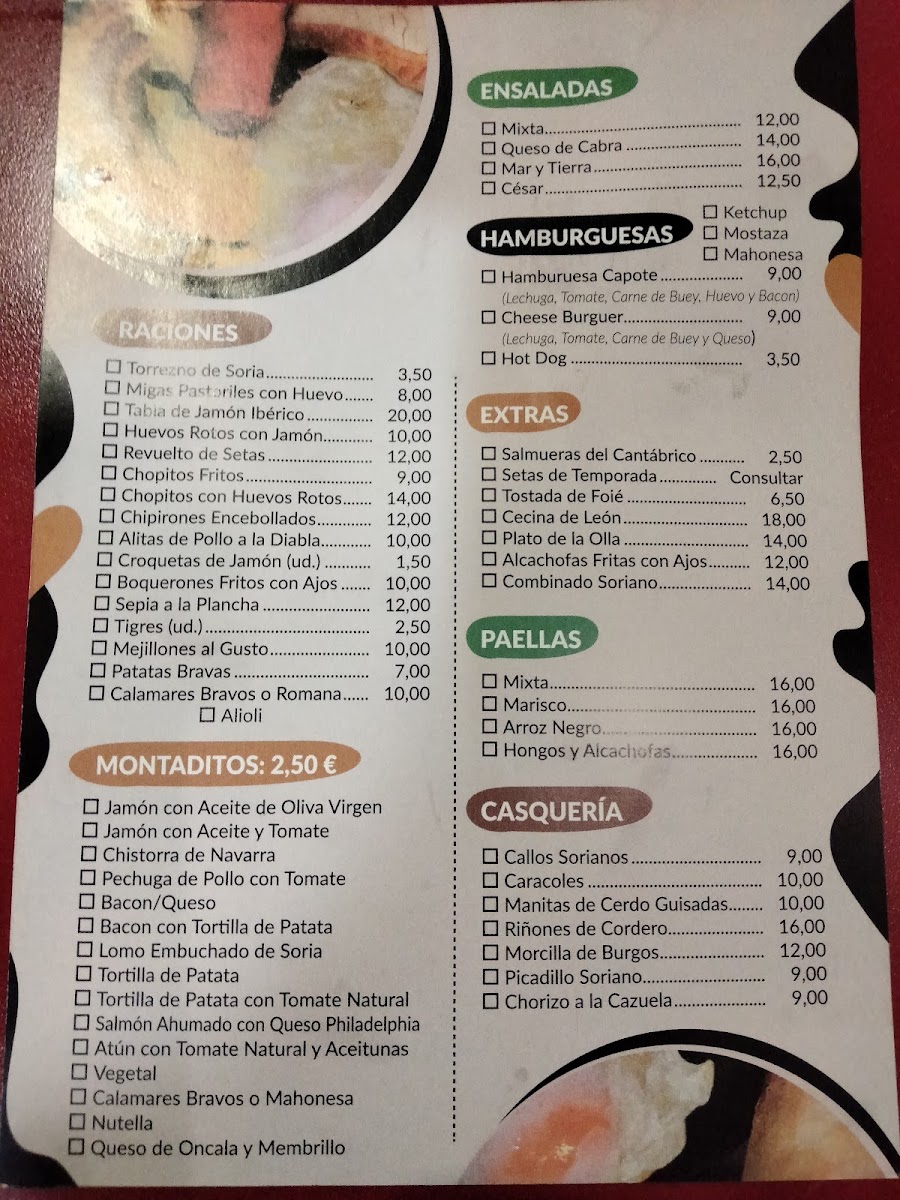 RACIONES
Torrezno de Soria 3,50
Migas Pastoriles con Huevo 8,00
Tabla de Jamón Ibérico 20,00
Huevos Rotos con Jamón 10,00
Revuelto de Setas 12,00
Chopitos Fritos 9,00
Chopitos con Huevos Rotos 14,00
Chipirones Encebollados 12,00
Alitas de Pollo a la Diabla 10,00
Croquetas de Jamón (ud.) 1,50
Boquerones Fritos con Ajos 10,00
Sepia a la Plancha 12,00
Tigres (ud.) 2,50
Mejillones al Gusto 10,00
Patatas Bravas 7,00
Calamares Bravos o Romana 10,00
Alioli
MONTADITOS: 2,50 €
Jamón con Aceite de Oliva Virgen
Jamón con Aceite y Tomate
Chistorra de Navarra
Pechuga de Pollo con Tomate
Bacon/Queso
Bacon con Tortilla de Patata
Lomo Embuchado de Soria
Tortilla de Patata
Tortilla de Patata con Tomate Natural
Salmón Ahumado con Queso Philadelphia
Atún con Tomate Natural y Aceitunas
Vegetal
Calamares Bravos o Mahonesa
Nutella
Queso de Oncala y Membrillo
ENSALADAS
Mixta 12,00
Queso de Cabra 14,00
Mar y Tierra 16,00
César 12,50
HAMBURGUESAS
Ketchup
Mostaza
Mahonesa
Hamburuesa Capote 9,00
(Lechuga, Tomate, Carne de Buey, Huevo y Bacon)
Cheese Burguer 9,00
(Lechuga, Tomate, Carne de Buey y Queso)
Hot Dog 3,50
EXTRAS
Salmueras del Cantábrico 2,50
Setas de Temporada Consultar
Tostada de Foié 6,50
Cecina de León 18,00
Plato de la Olla 14,00
Alcachofas Fritas con Ajos 12,00
Combinado Soriano 14,00
PAELLAS
Mixta 16,00
Marisco 16,00
Arroz Negro 16,00
Hongos y Alcachofas 16,00
CASQUERÍA
Callos Sorianos 9,00
Caracoles 10,00
Manitas de Cerdo Guisadas 10,00
Riñones de Cordero 16,00
Morcilla de Burgos 12,00
Picadillo Soriano 9,00
Chorizo a la Cazuela 9,00